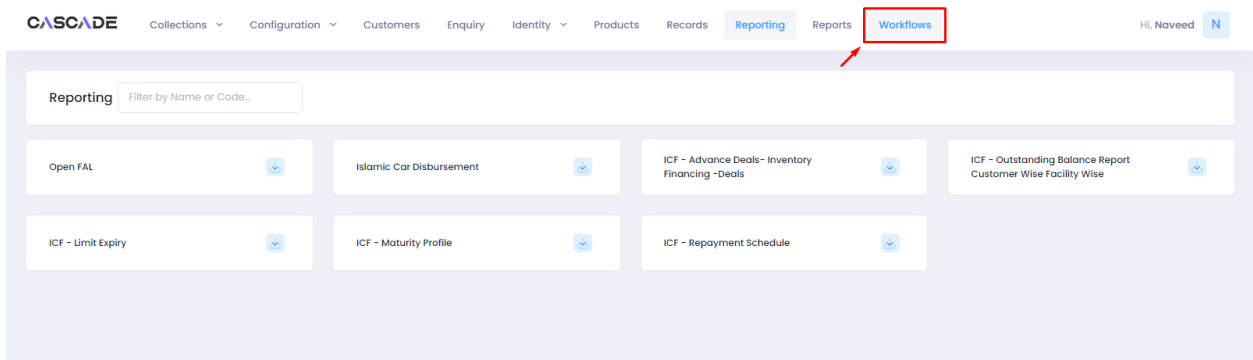 CASCADE Collections Configuration Customers Enquiry Identity Products Records Reporting Reports Workflows Hi, Naveed N
Reporting Filter by Name or Code...
Open FAL
Islamic Car Disbursement
ICF - Advance Deals- Inventory
Financing -Deals
ICF - Outstanding Balance Report
Customer Wise Facility Wise
ICF - Limit Expiry
ICF - Maturity Profile
ICF - Repayment Schedule